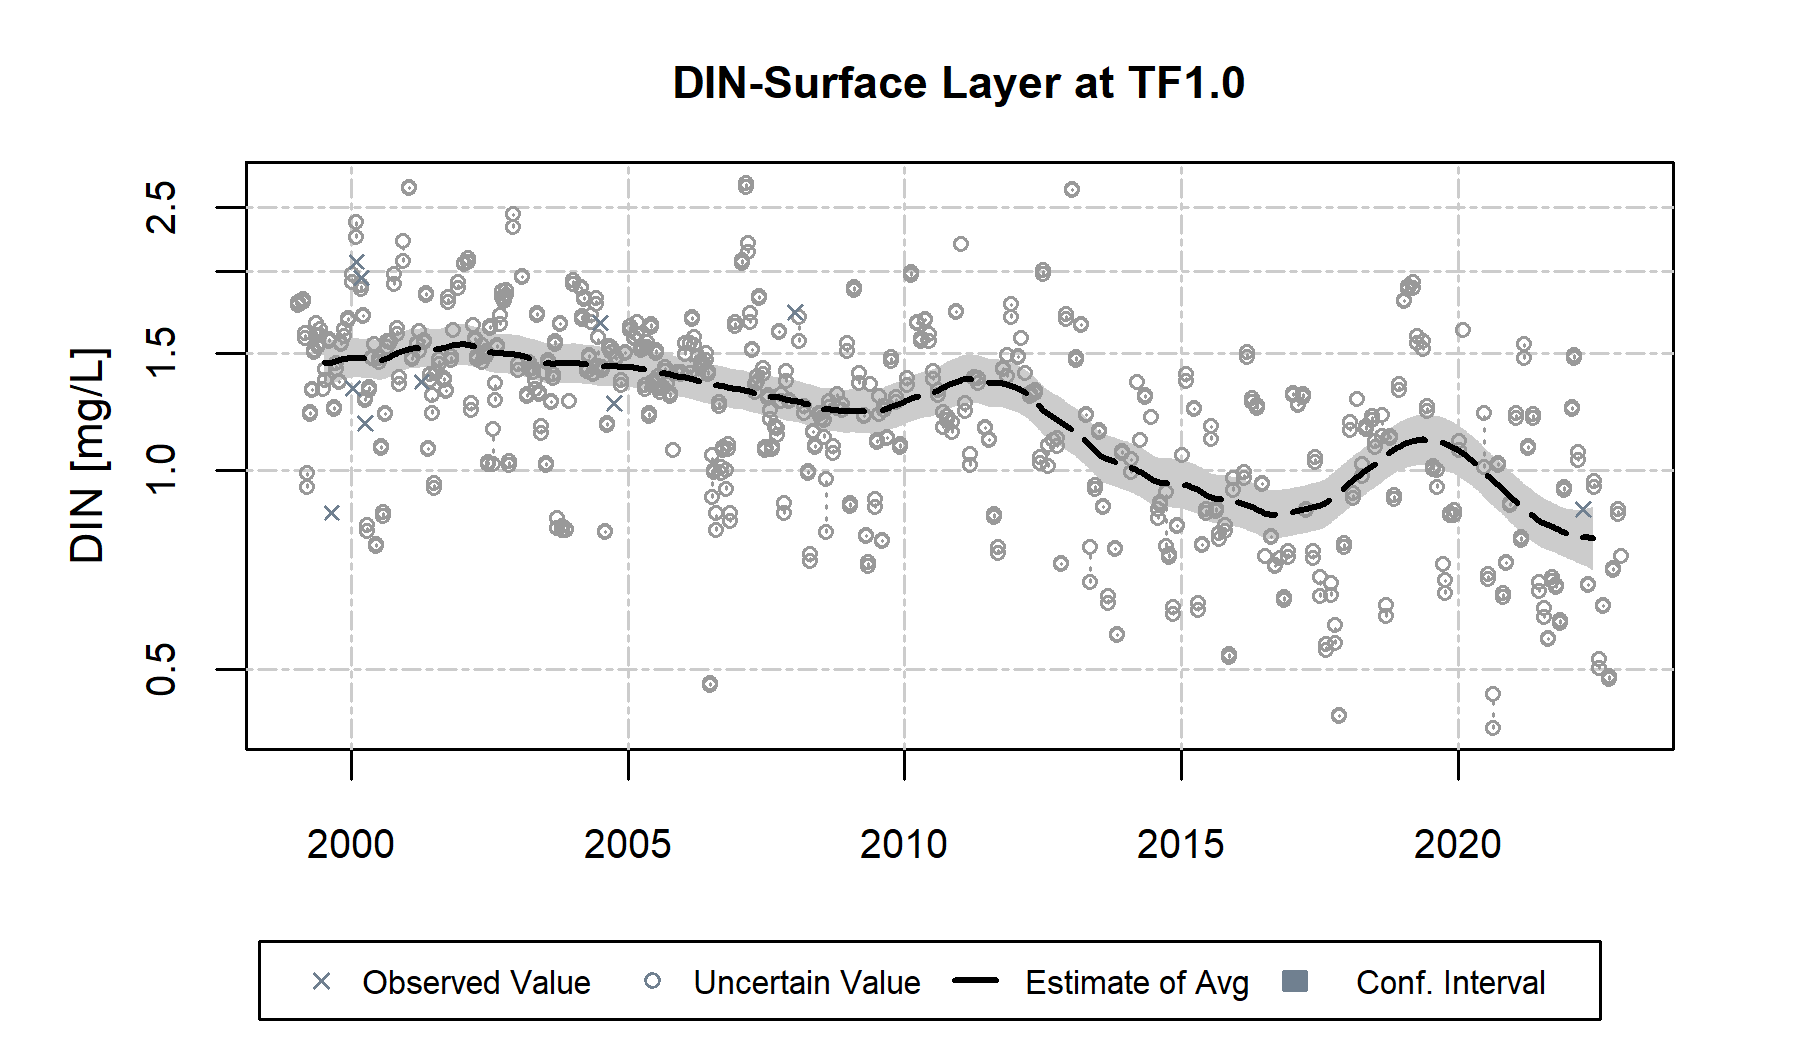 DIN-Surface Layer at TF1.0
DIN [mg/L]
2.5
1.5
1.0
0.5
2000 2005 2010 2015 2020
Observed Value Uncertain Value Estimate of Avg Conf. Interval